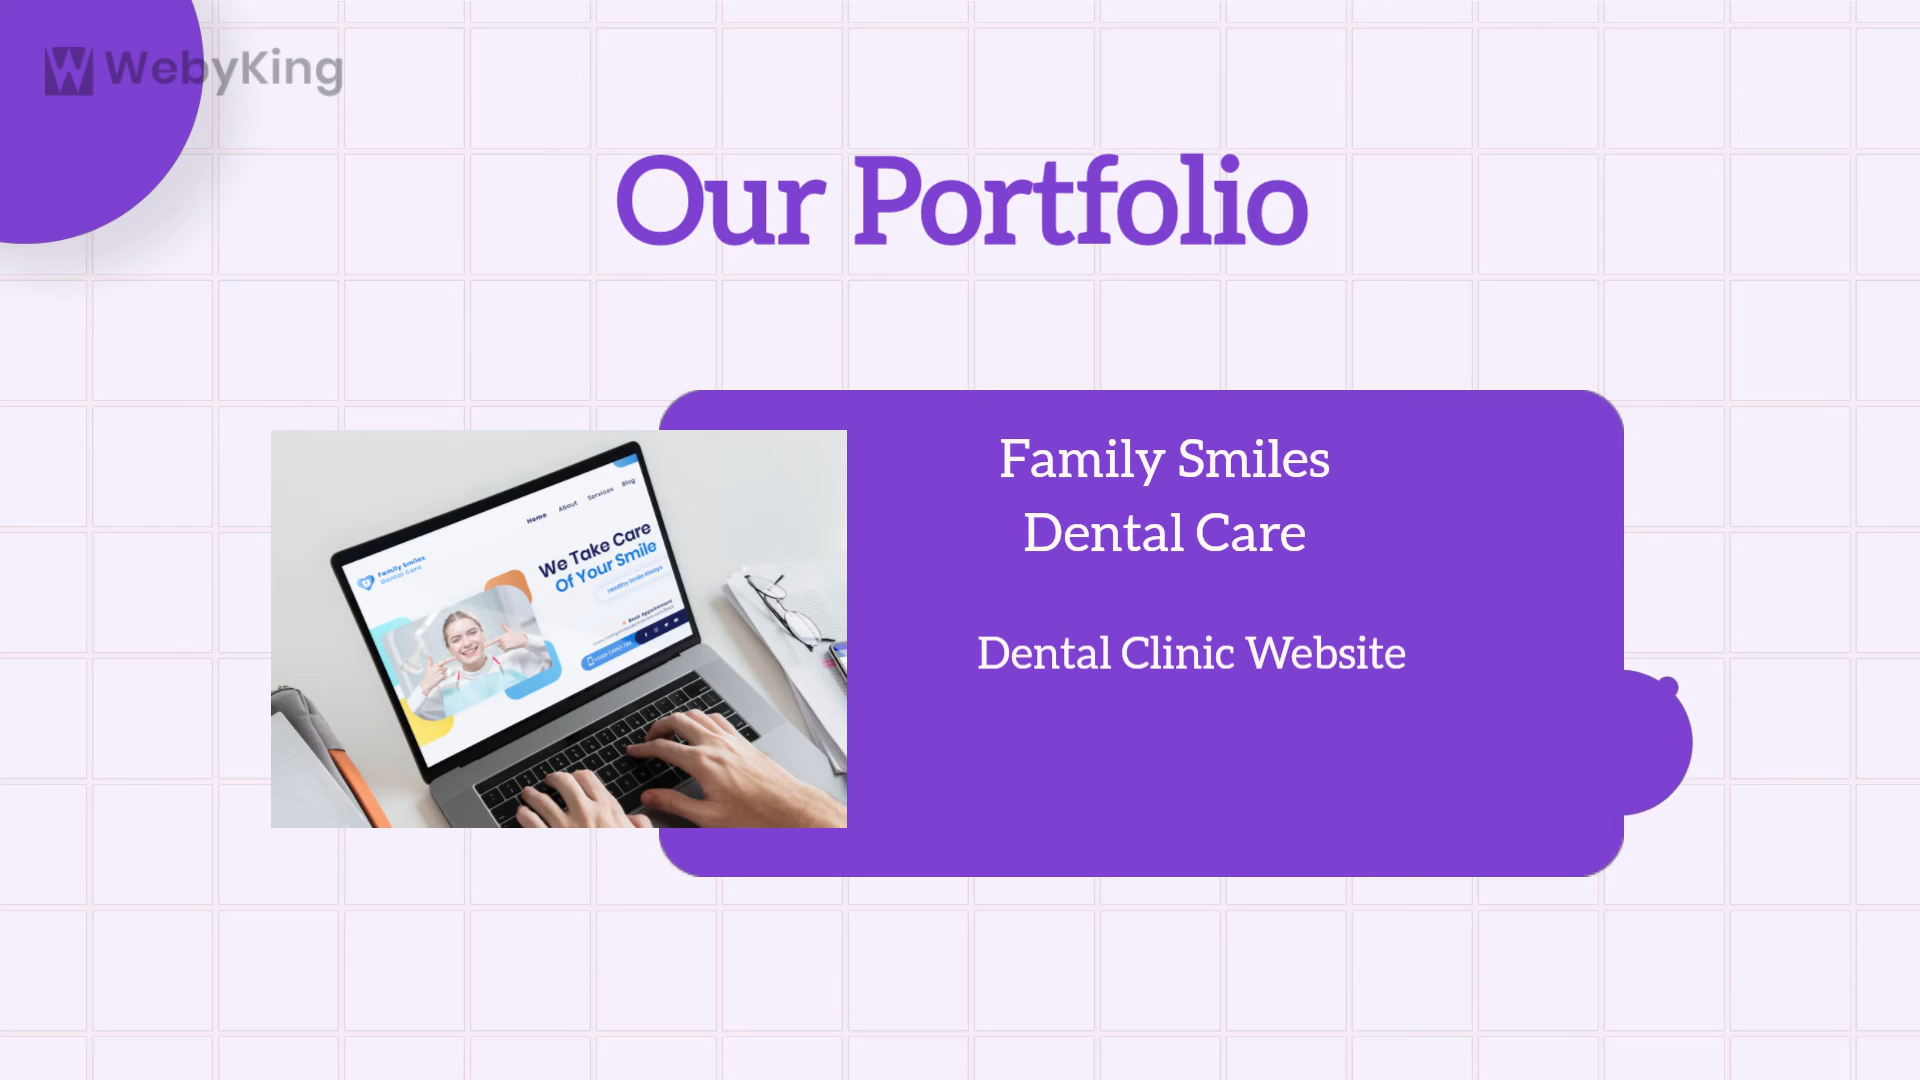 WebyKing
Our Portfolio
Family Smiles
Dental Care
Dental Clinic Website
Home About Services Blog
Family Smiles
Dental Care
We Take Care
Of Your Smile
Healthy Smile Always
Book Appointment